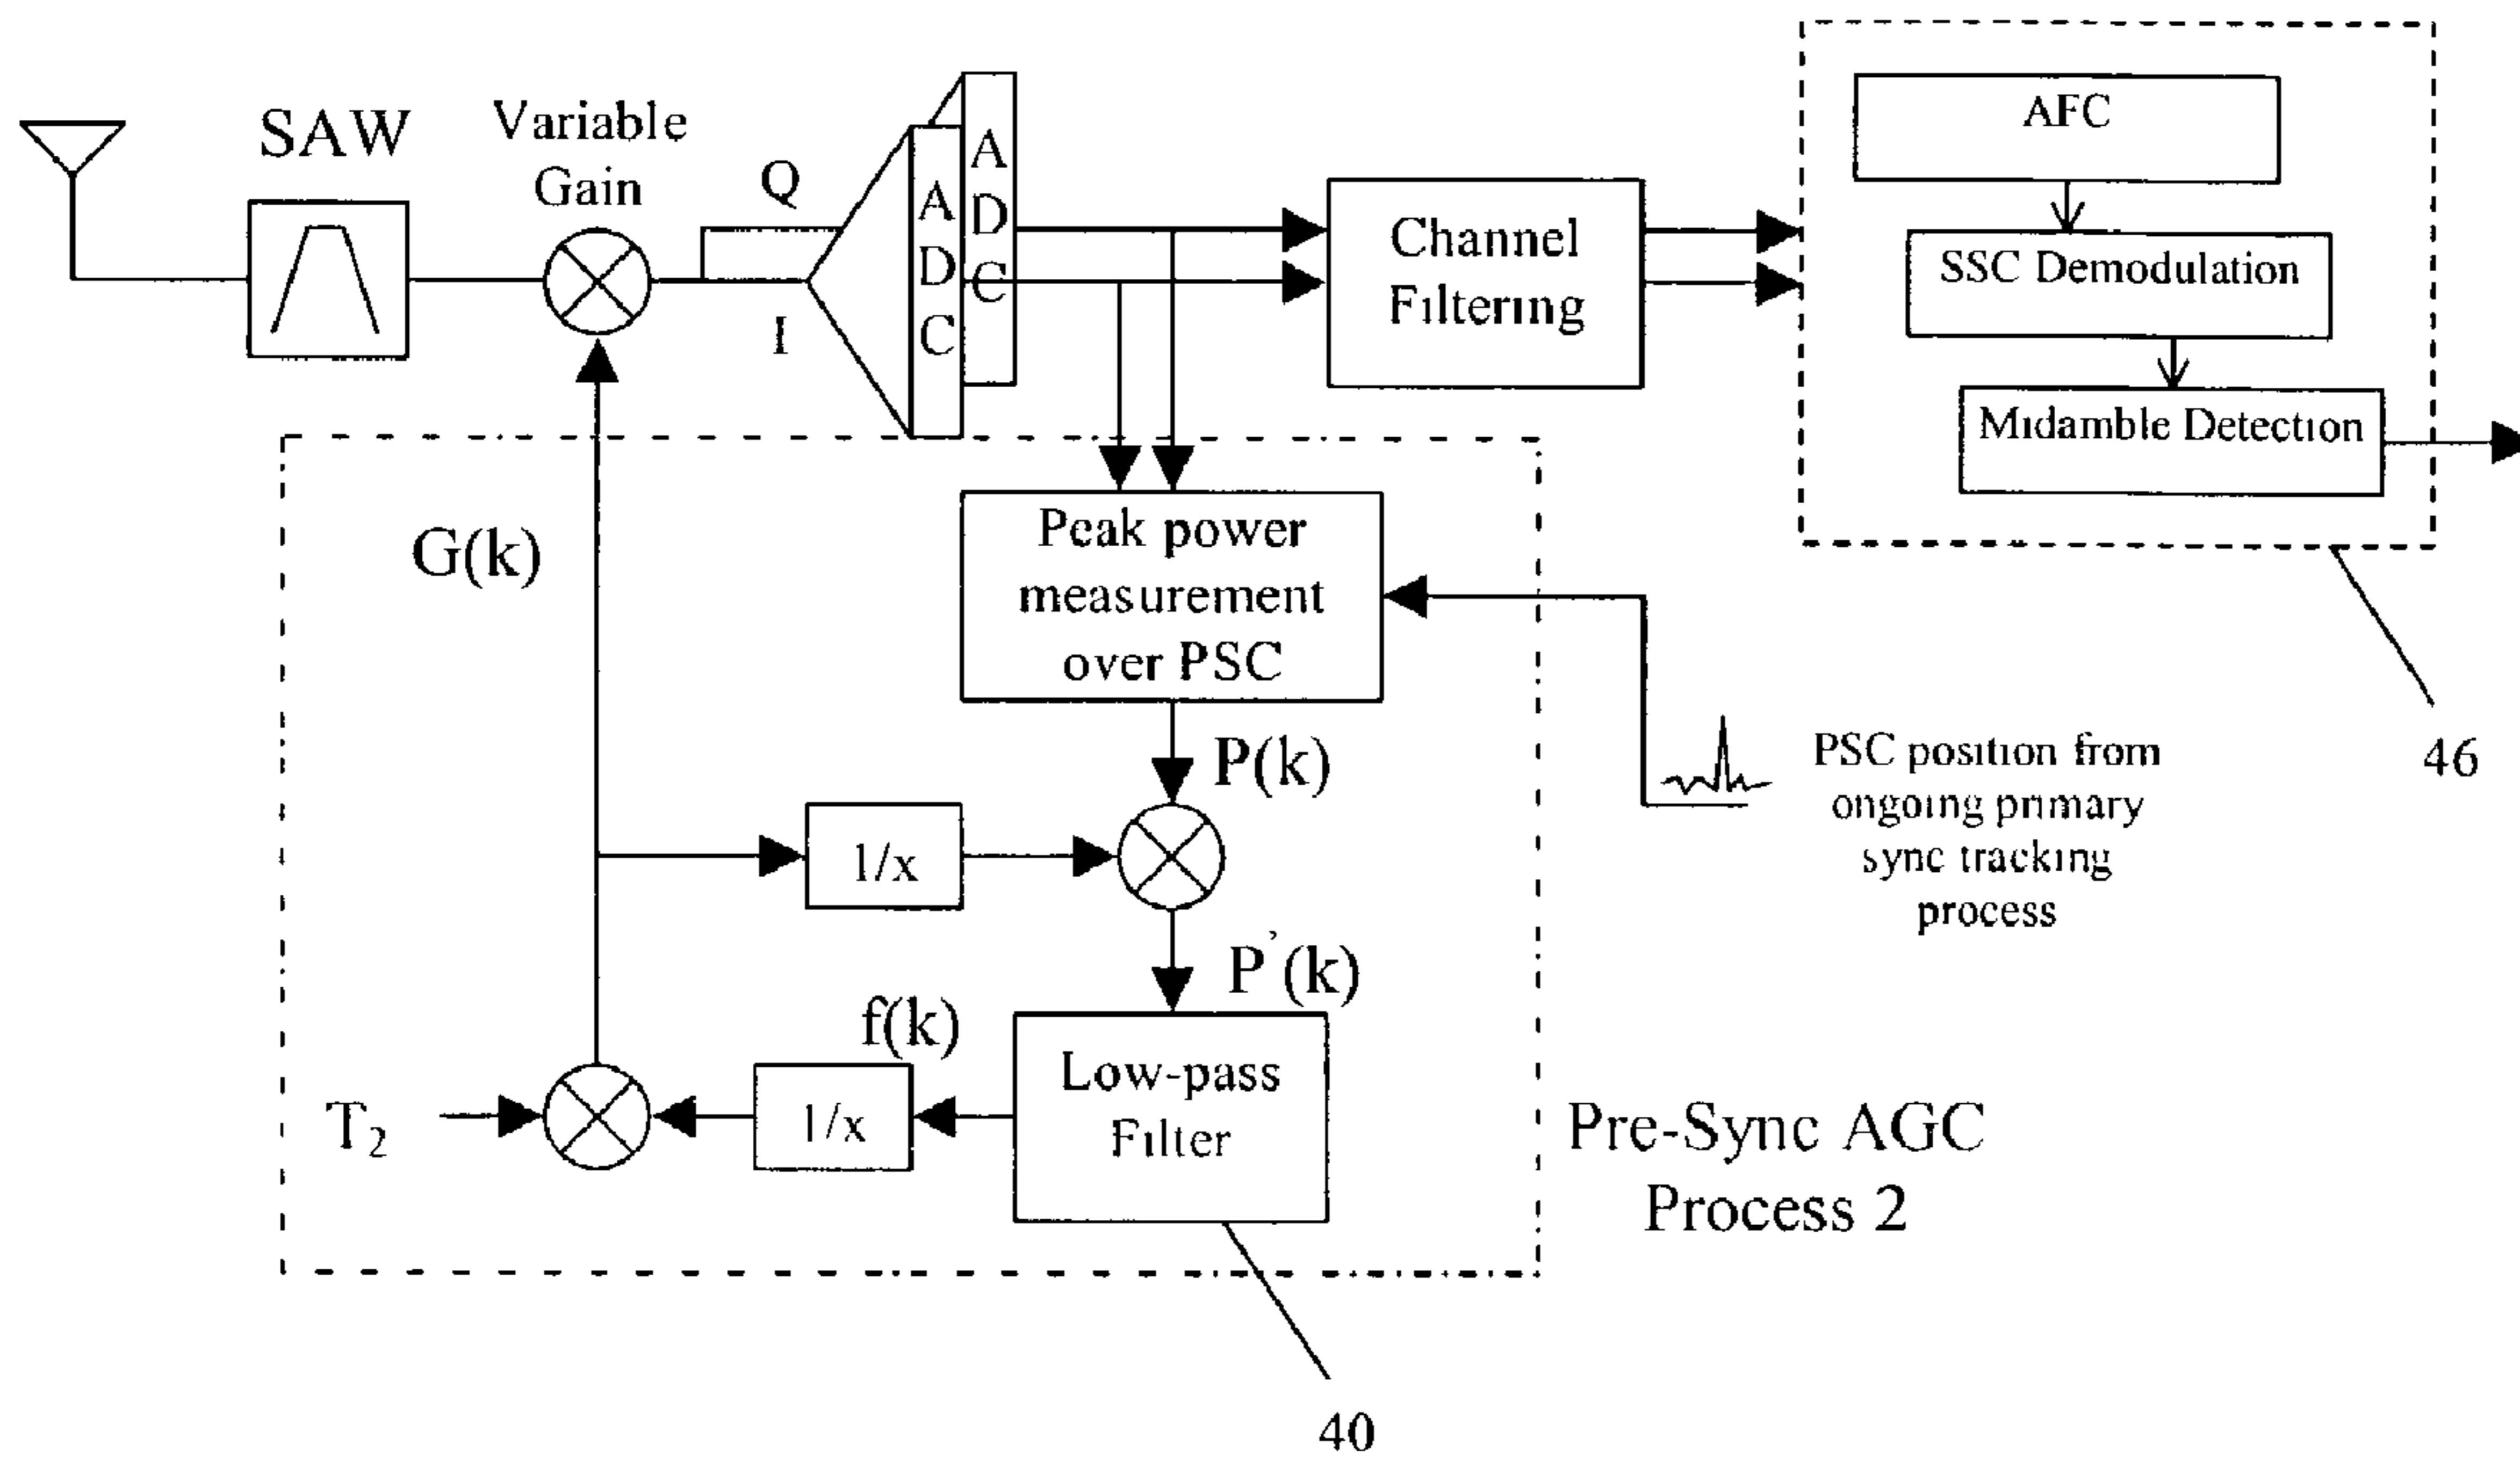 SAW
Variable
Gain
Q
I
A
D
C
A
D
C
Channel
Filtering
AFC
SSC Demodulation
Midamble Detection
46
G(k)
Peak power
measurement
over PSC
PSC position from
ongoing primary
sync tracking
process
P(k)
1/x
P'(k)
f(k)
T2
1/x
Low-pass
Filter
Pre-Sync AGC
Process 2
40